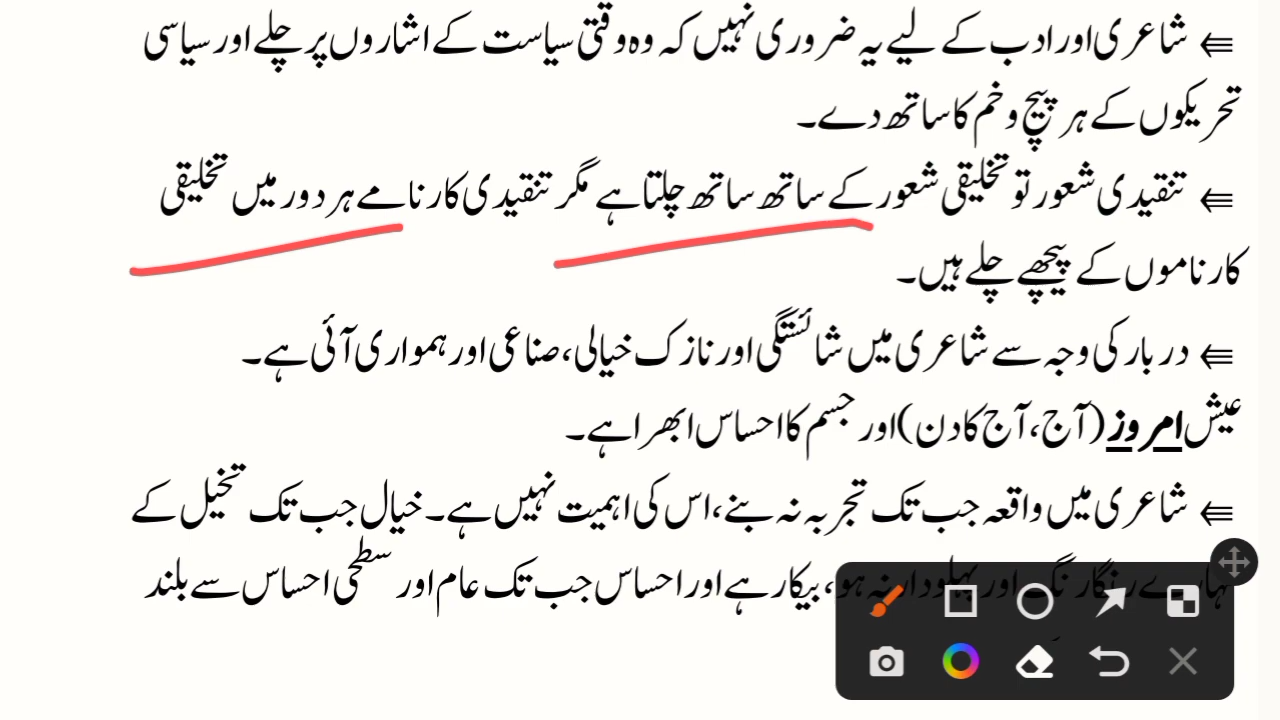 ⇚ شاعری اور ادب کے لیے یہ ضروری نہیں کہ وہ وقتی سیاست کے اشاروں پر چلے اور سیاسی
تحریکوں کے ہر پیچ و خم کا ساتھ دے۔
⇚ تنقیدی شعور تو تخلیقی شعور کے ساتھ ساتھ چلتا ہے مگر تنقیدی کارنامے ہر دور میں تخلیقی
کارناموں کے پیچھے چلے ہیں۔
⇚ دربار کی وجہ سے شاعری میں شائستگی اور نازک خیالی، صناعی اور ہمواری آئی ہے۔
عیش امروز (آج، آج کا دن) اور جسم کا احساس ابھرا ہے۔
⇚ شاعری میں واقعہ جب تک تجربہ نہ بنے، اس کی اہمیت نہیں ہے۔ خیال جب تک تخیل کے
رنگارنگ اور پہلودار نہ ہو، بیکار ہے اور احساس جب تک عام اور سطحی احساس سے بلند